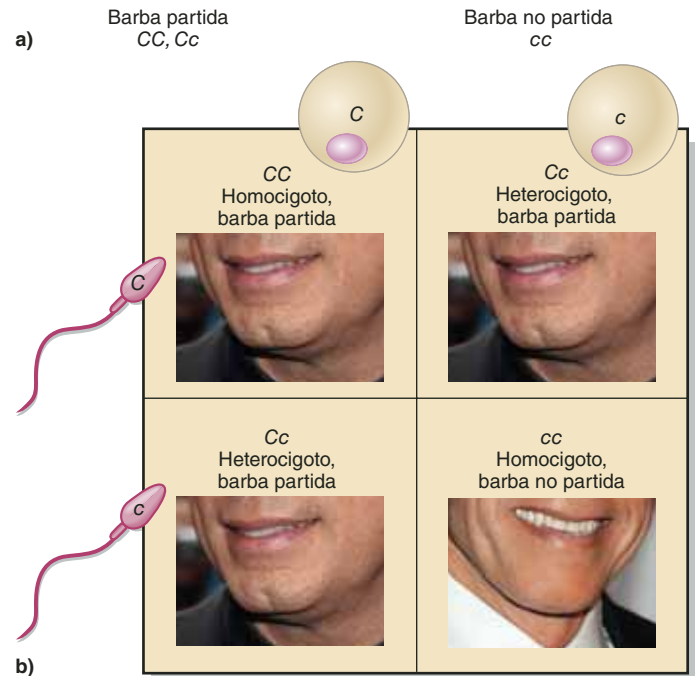 Barba partida
CC, Cc
Barba no partida
cc
a)
C
c
CC
Homocigoto,
barba partida
Cc
Heterocigoto,
barba partida
C
Cc
Heterocigoto,
barba partida
cc
Homocigoto,
barba no partida
c
b)